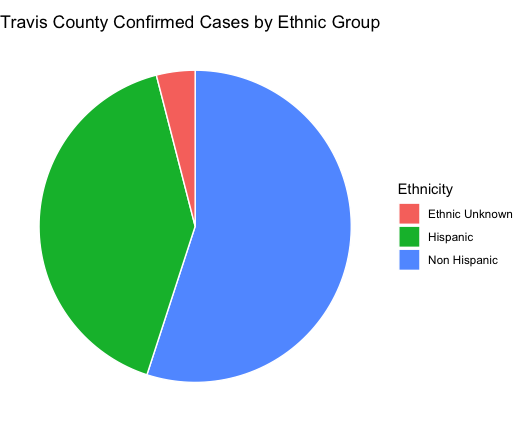 Travis County Confirmed Cases by Ethnic Group
Ethnicity
Ethnic Unknown
Hispanic
Non Hispanic